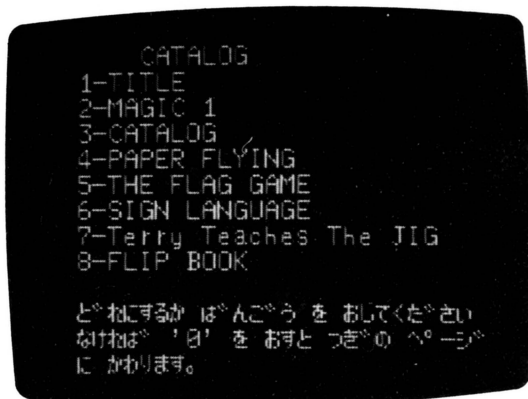 CATALOG
1-TITLE
2-MAGIC 1
3-CATALOG
4-PAPER FLYING
5-THE FLAG GAME
6-SIGN LANGUAGE
7-Terry Teaches The JIG
8-FLIP BOOK
どれにするか ばんごう を おしてください
なければ '0' を おすと つぎの ページ
に かわります。